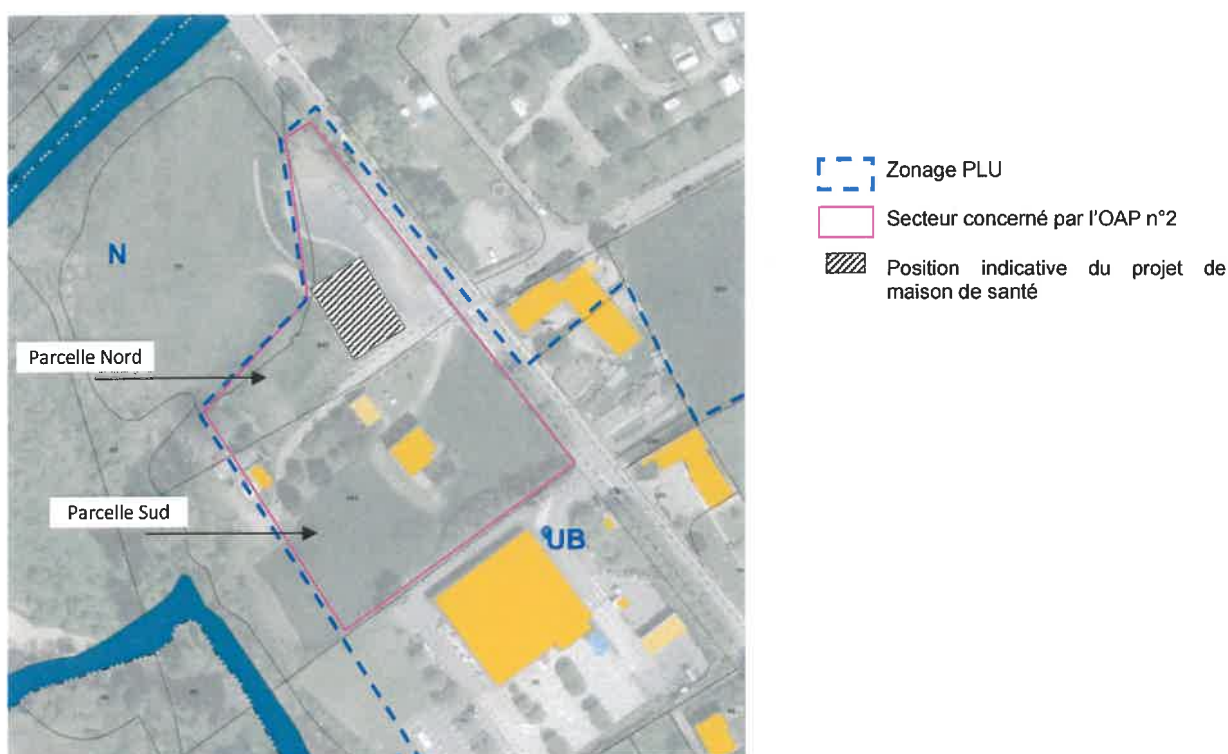 N
Parcelle Nord
Parcelle Sud
UB
Zonage PLU
Secteur concerné par l'OAP n°2
Position indicative du projet de
maison de santé